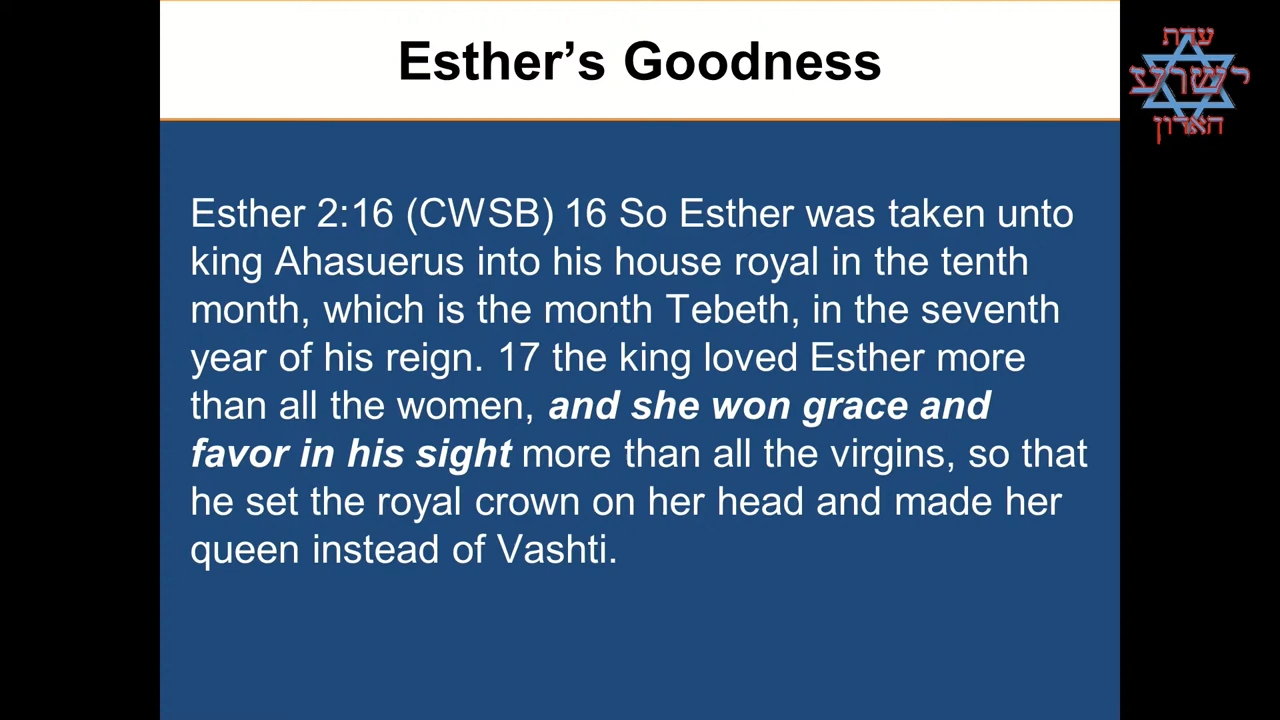 Esther’s Goodness
עדת
ישוע
האדון
Esther 2:16 (CWSB) 16 So Esther was taken unto
king Ahasuerus into his house royal in the tenth
month, which is the month Tebeth, in the seventh
year of his reign. 17 the king loved Esther more
than all the women, and she won grace and
favor in his sight more than all the virgins, so that
he set the royal crown on her head and made her
queen instead of Vashti.